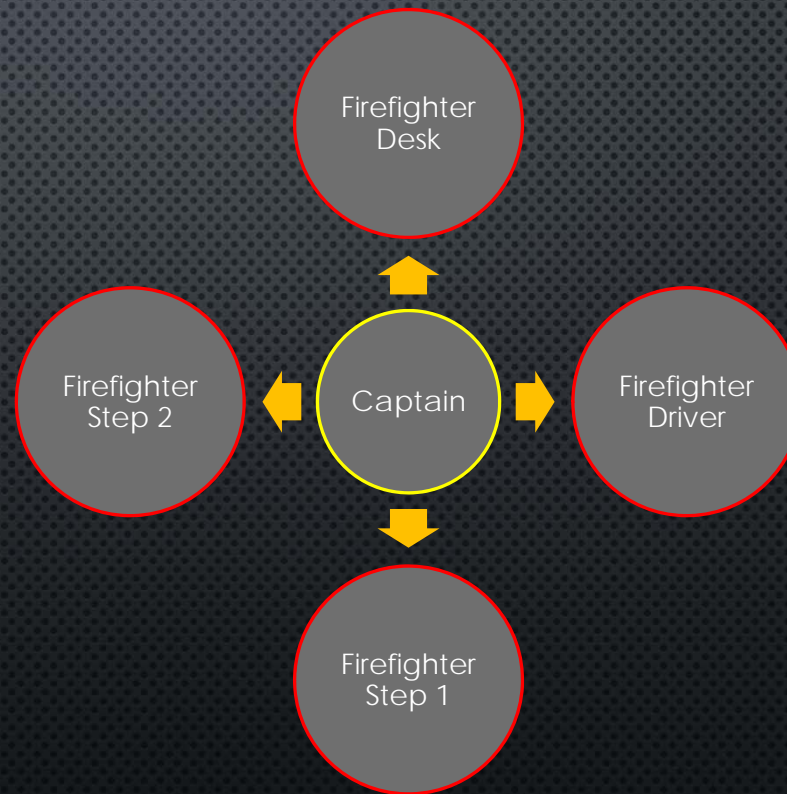 Firefighter
Desk
Firefighter
Step 2
Captain
Firefighter
Driver
Firefighter
Step 1